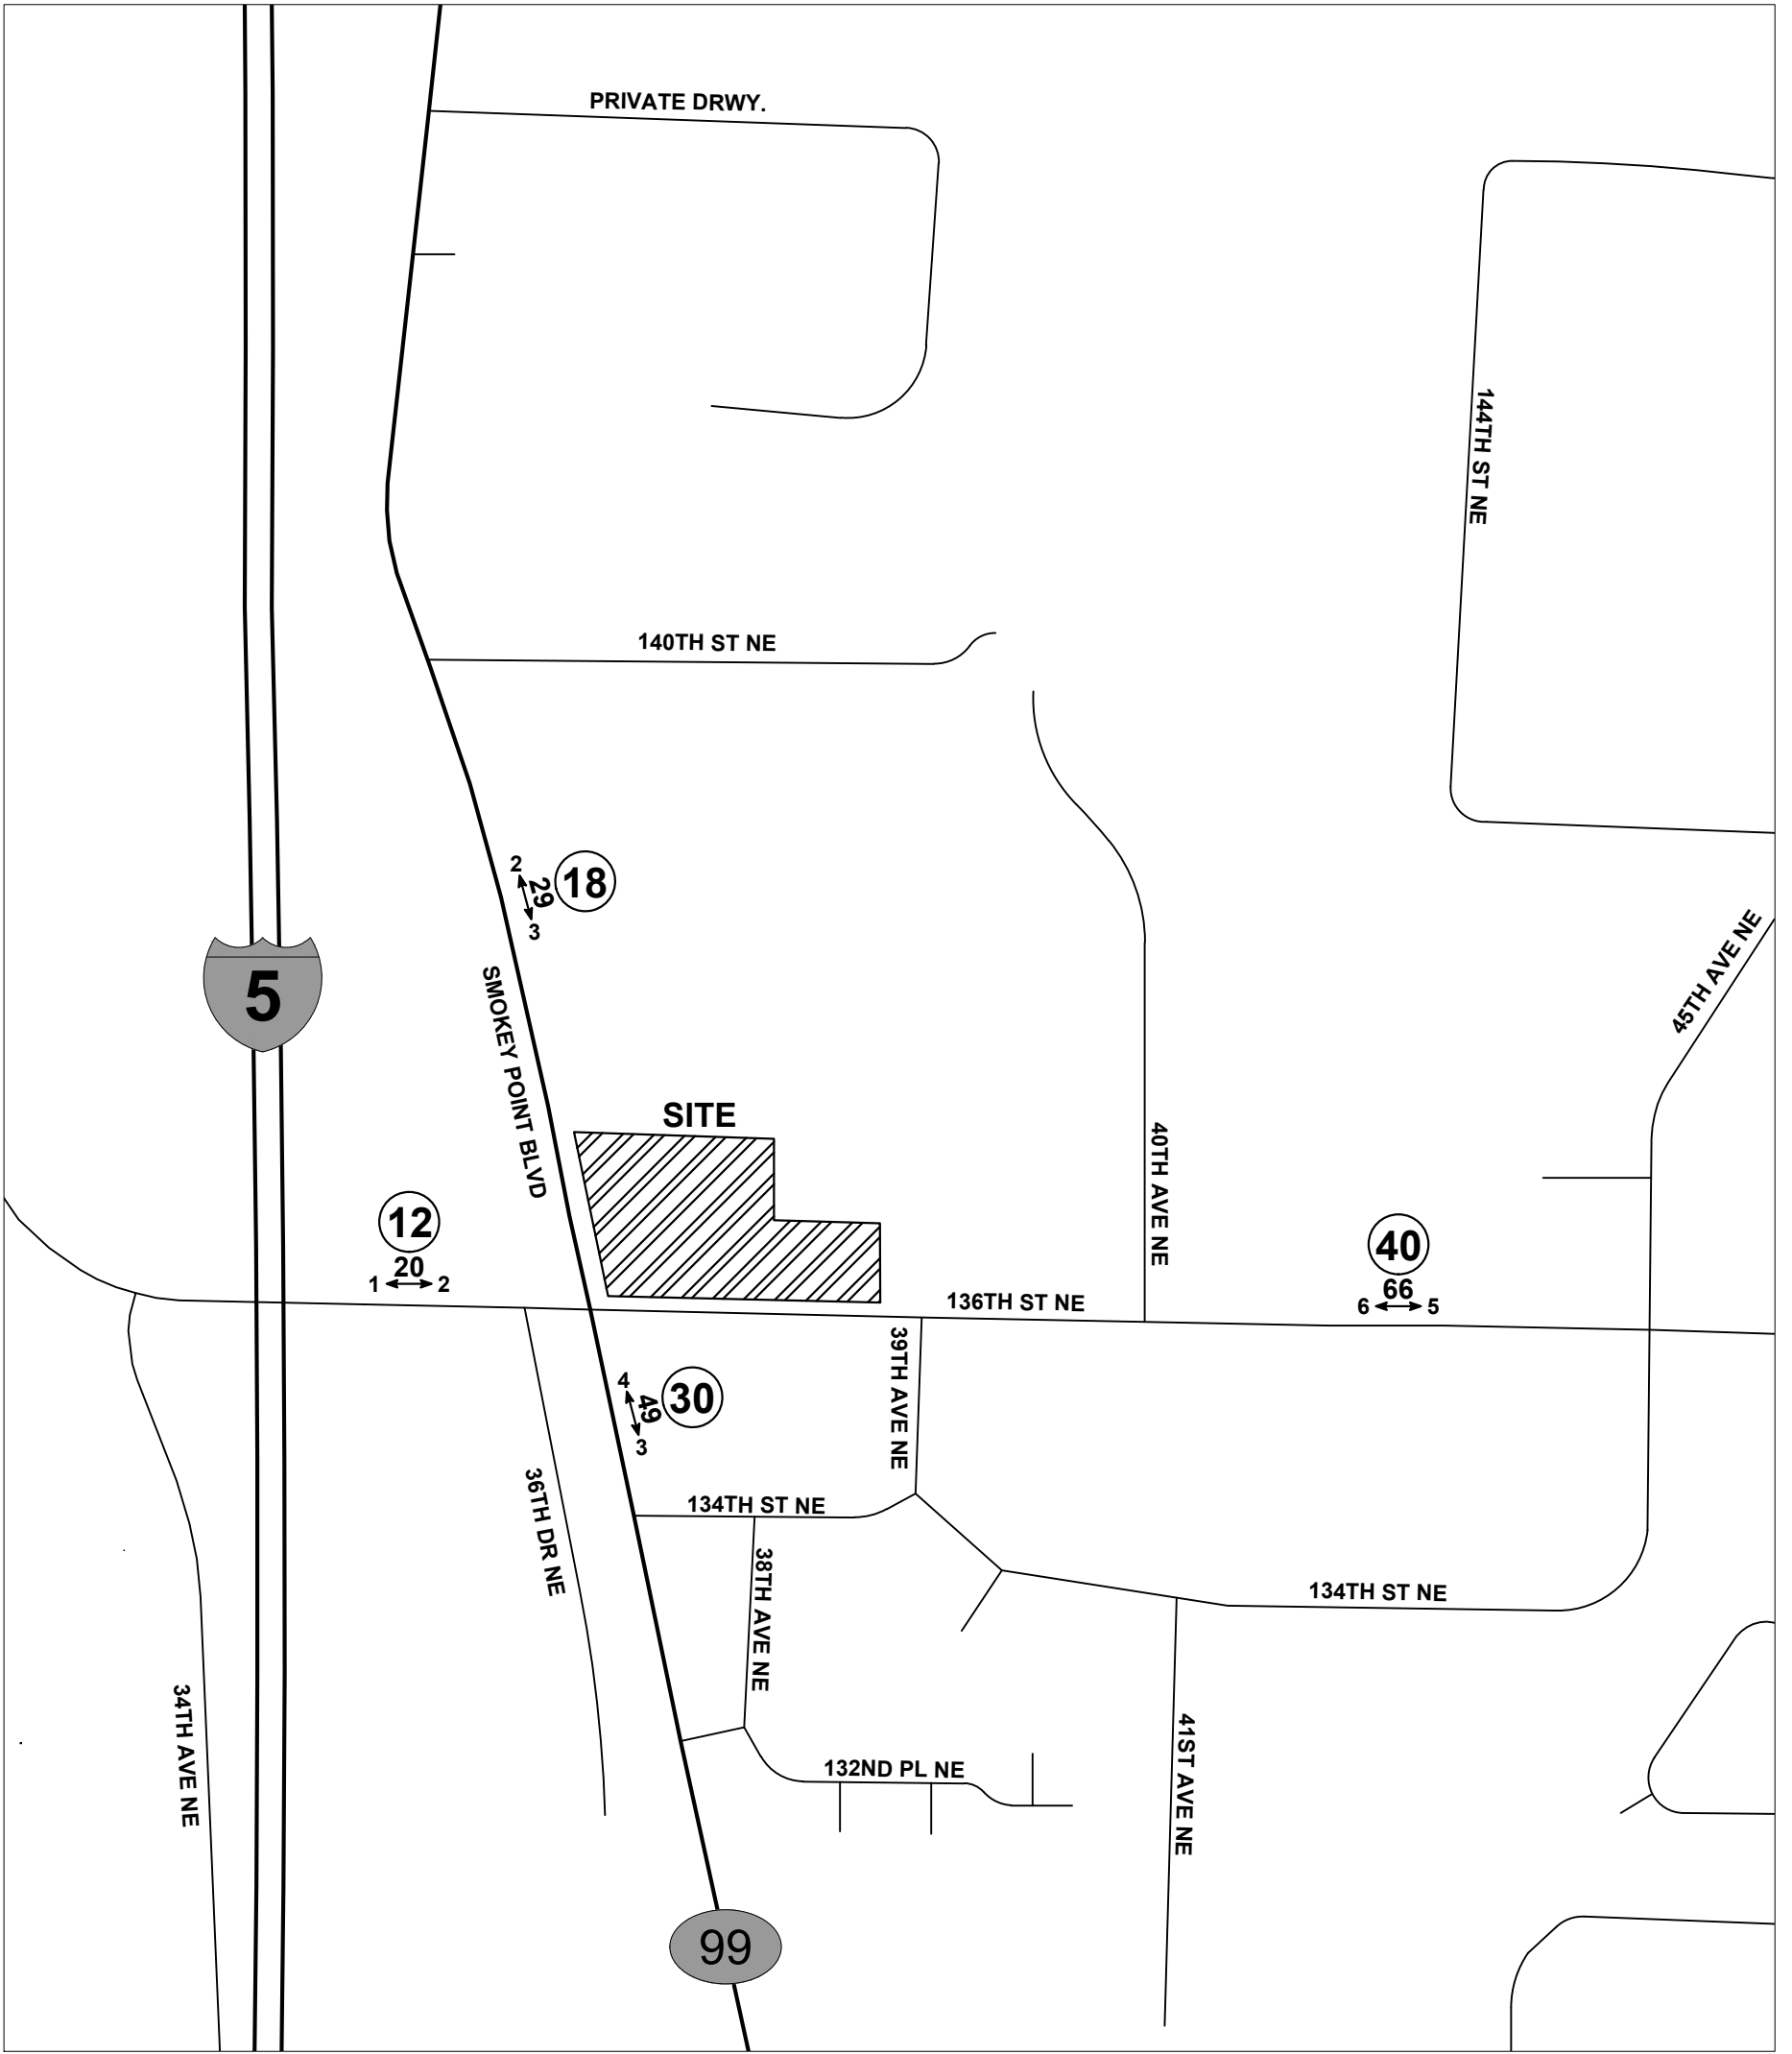 PRIVATE DRWY.
144TH ST NE
140TH ST NE
2
29
3
18
45TH AVE NE
5
SMOKEY POINT BLVD
SITE
40TH AVE NE
12
20
1
2
40
66
6
5
136TH ST NE
39TH AVE NE
4
49
3
30
36TH DR NE
134TH ST NE
38TH AVE NE
134TH ST NE
34TH AVE NE
132ND PL NE
41ST AVE NE
99